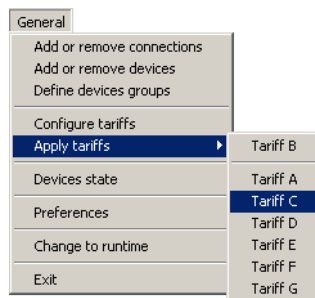 General
Add or remove connections
Add or remove devices
Define devices groups
Configure tariffs
Apply tariffs
Devices state
Preferences
Change to runtime
Exit
Tariff B
Tariff A
Tariff C
Tariff D
Tariff E
Tariff F
Tariff G